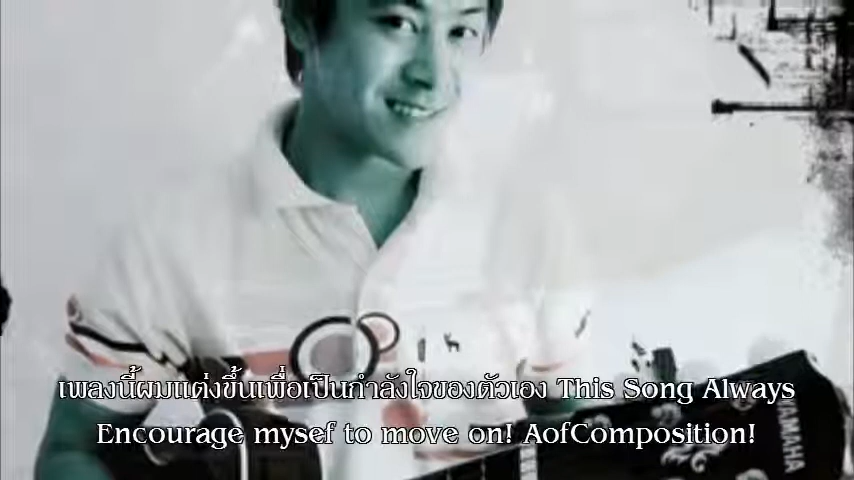 เพลงนี้ผมแต่งขึ้นเพื่อเป็นกำลังใจของตัวเอง This Song Always
Encourage mysef to move on! AofComposition!
YAMAHA